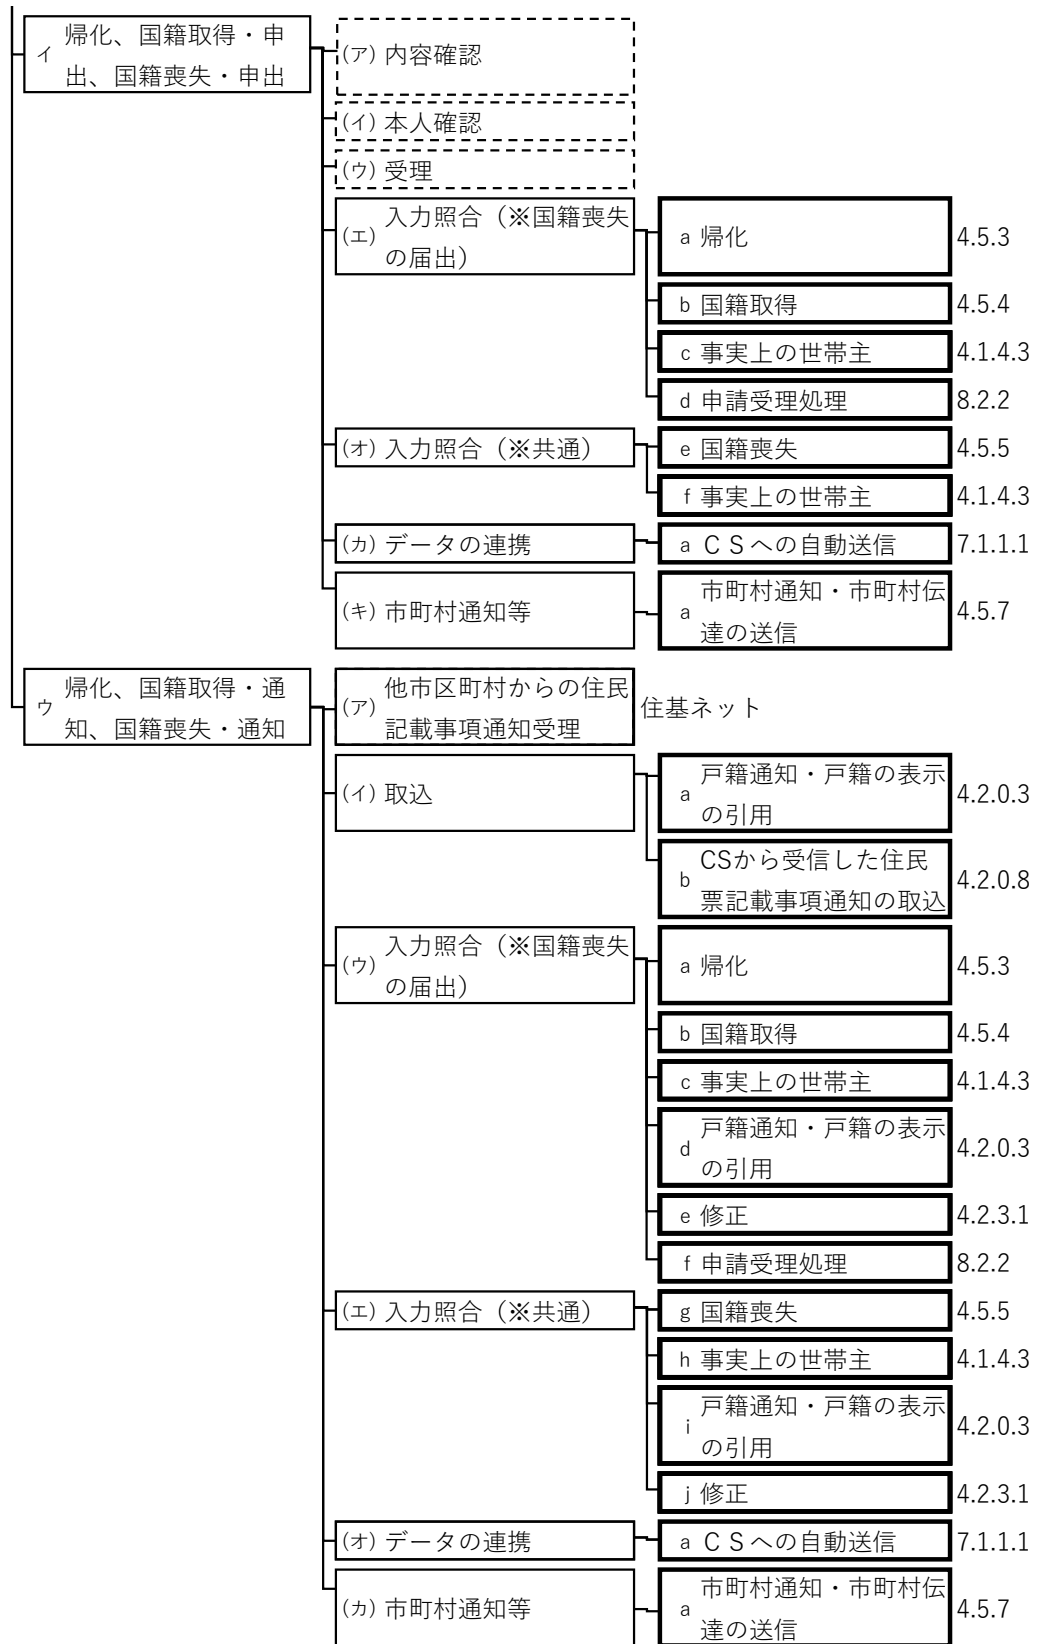 イ 帰化、国籍取得・申
出、国籍喪失・申出
(ア) 内容確認
(イ) 本人確認
(ウ) 受理
(エ) 入力照合（※国籍喪失
の届出）
a 帰化 4.5.3
b 国籍取得 4.5.4
c 事実上の世帯主 4.1.4.3
d 申請受理処理 8.2.2
(オ) 入力照合（※共通）
e 国籍喪失 4.5.5
f 事実上の世帯主 4.1.4.3
(カ) データの連携
a ＣＳへの自動送信 7.1.1.1
(キ) 市町村通知等
a 市町村通知・市町村伝
達の送信 4.5.7
ウ 帰化、国籍取得・通
知、国籍喪失・通知
(ア) 他市区町村からの住民
記載事項通知受理
住基ネット
(イ) 取込
a 戸籍通知・戸籍の表示
の引用 4.2.0.3
b CSから受信した住民
票記載事項通知の取込 4.2.0.8
(ウ) 入力照合（※国籍喪失
の届出）
a 帰化 4.5.3
b 国籍取得 4.5.4
c 事実上の世帯主 4.1.4.3
d 戸籍通知・戸籍の表示
の引用 4.2.0.3
e 修正 4.2.3.1
f 申請受理処理 8.2.2
(エ) 入力照合（※共通）
g 国籍喪失 4.5.5
h 事実上の世帯主 4.1.4.3
i 戸籍通知・戸籍の表示
の引用 4.2.0.3
j 修正 4.2.3.1
(オ) データの連携
a ＣＳへの自動送信 7.1.1.1
(カ) 市町村通知等
a 市町村通知・市町村伝
達の送信 4.5.7